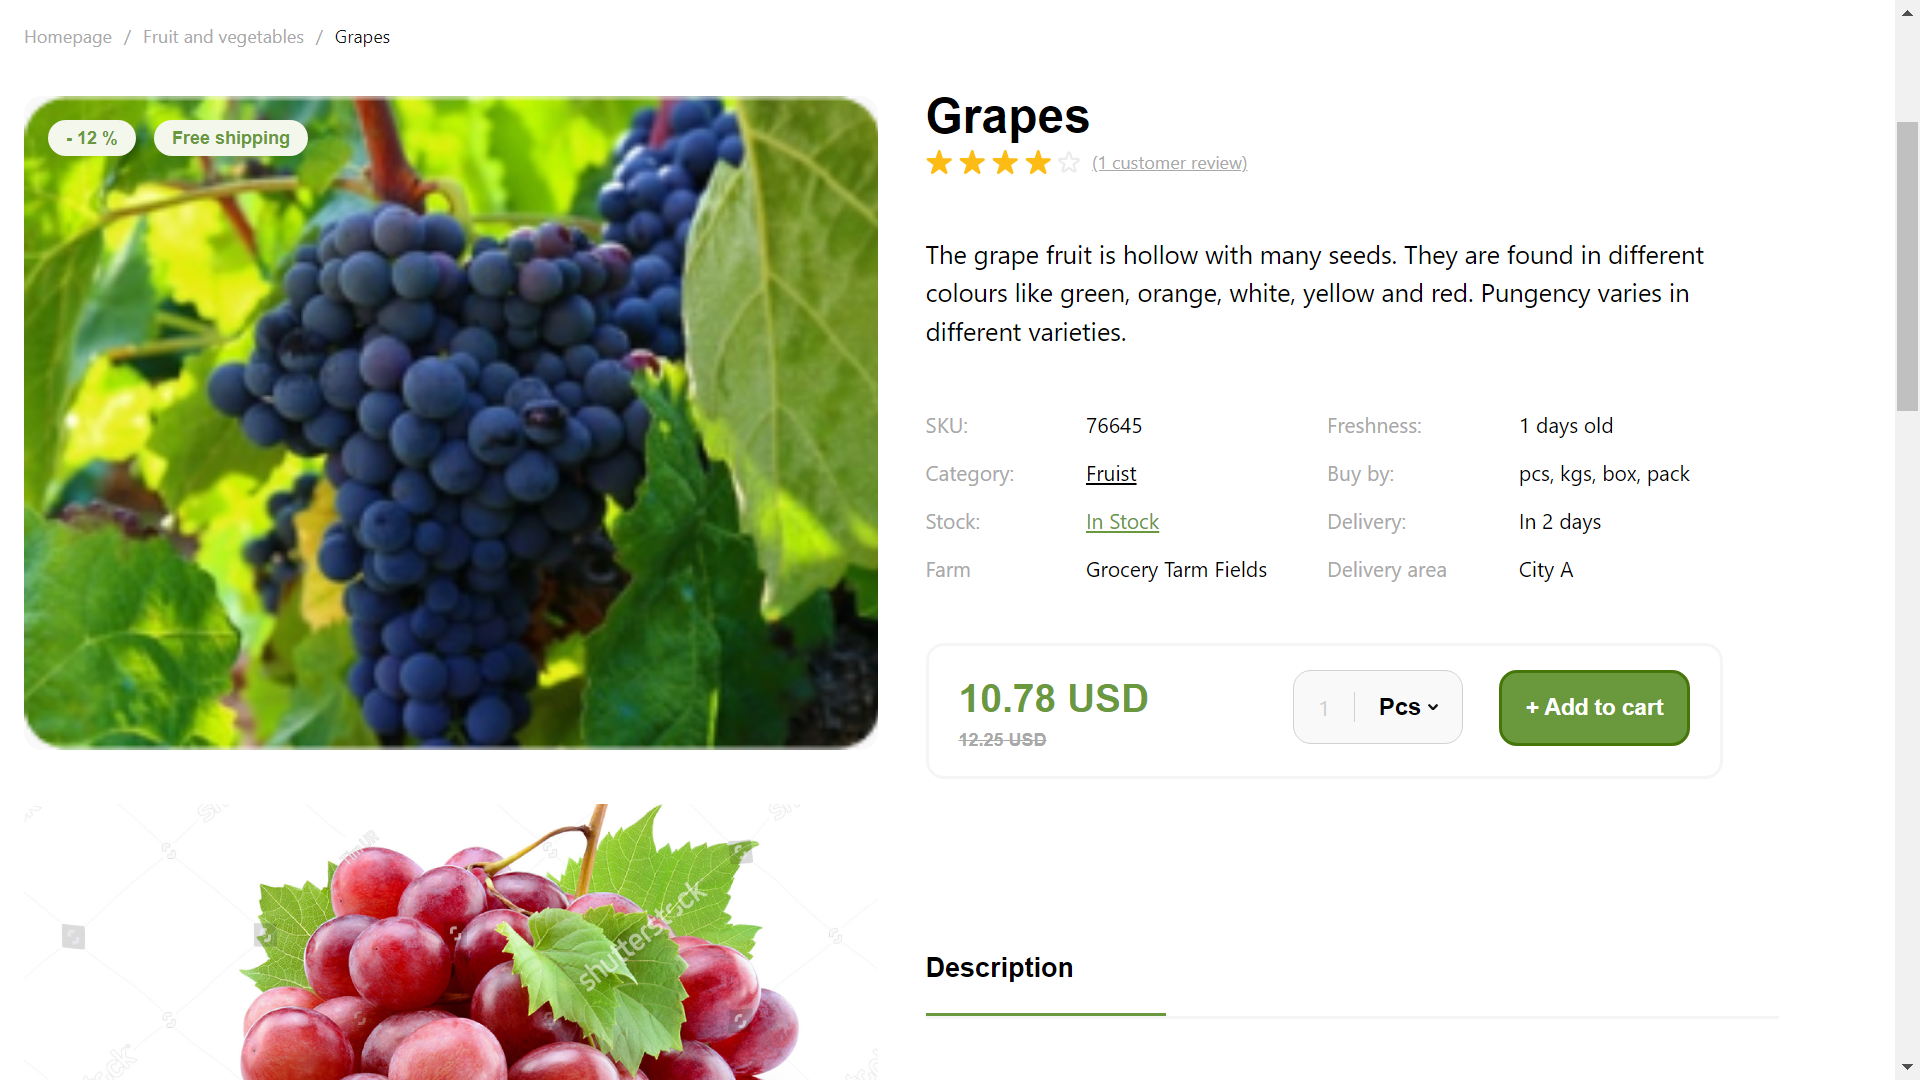 Homepage / Fruit and vegetables / Grapes
- 12 %
Free shipping
Grapes
(1 customer review)
The grape fruit is hollow with many seeds. They are found in different
colours like green, orange, white, yellow and red. Pungency varies in
different varieties.
SKU: 76645 Freshness: 1 days old
Category: Fruist Buy by: pcs, kgs, box, pack
Stock: In Stock Delivery: In 2 days
Farm Grocery Tarm Fields Delivery area City A
10.78 USD
12.25 USD
1 Pcs
+ Add to cart
shutterstock
Description